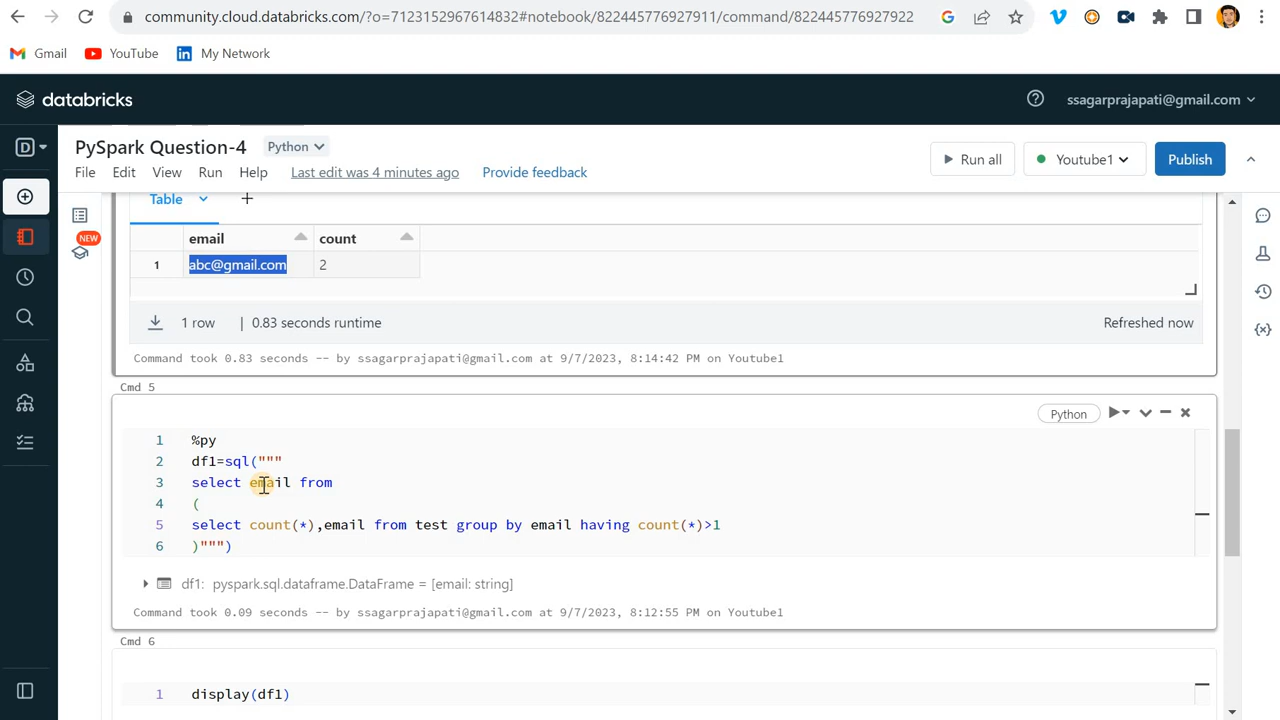 community.cloud.databricks.com/?o=7123152967614832#notebook/822445776927911/command/822445776927922
Gmail
YouTube
My Network
databricks
ssagarprajapati@gmail.com
D
PySpark Question-4
Python
File
Edit
View
Run
Help
Last edit was 4 minutes ago
Provide feedback
Run all
Youtube1
Publish
NEW
Table
+
email
count
1
abc@gmail.com
2
1 row
| 0.83 seconds runtime
Refreshed now
Command took 0.83 seconds -- by ssagarprajapati@gmail.com at 9/7/2023, 8:14:42 PM on Youtube1
Cmd 5
Python
1 %py
2 df1=sql("""
3 select email from
4 (
5 select count(*),email from test group by email having count(*)>1
6 )""")
df1: pyspark.sql.dataframe.DataFrame = [email: string]
Command took 0.09 seconds -- by ssagarprajapati@gmail.com at 9/7/2023, 8:12:55 PM on Youtube1
Cmd 6
1 display(df1)